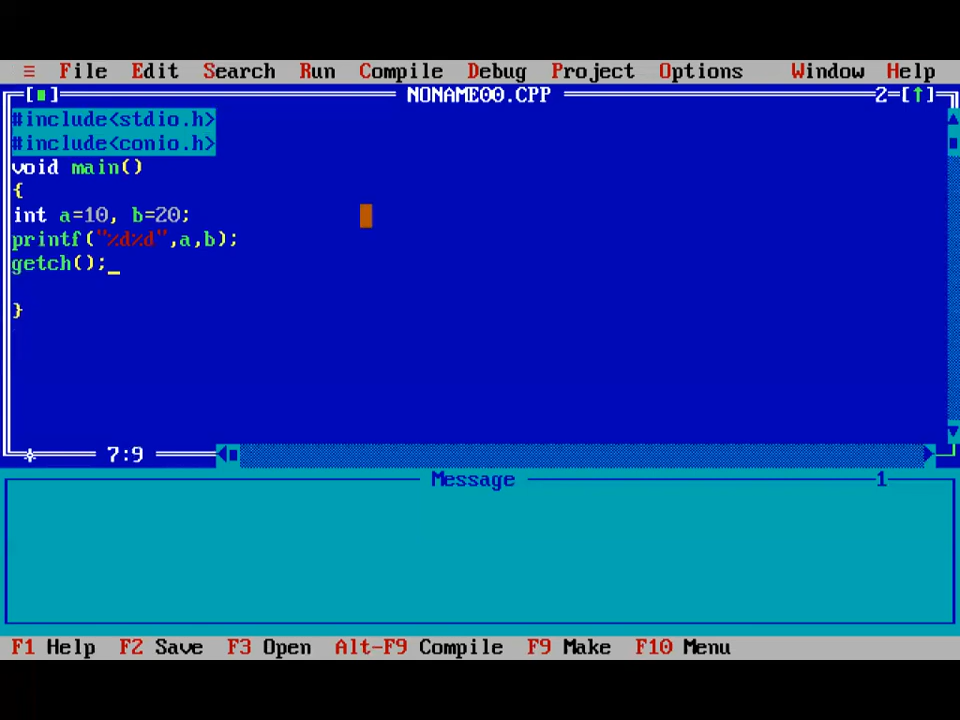 ≡ File Edit Search Run Compile Debug Project Options Window Help
[■] NONAME00.CPP 2=[↑]
#include<stdio.h>
#include<conio.h>
void main()
{
int a=10, b=20;
printf("%d%d",a,b);
getch();_
}
7:9
Message 1
F1 Help F2 Save F3 Open Alt-F9 Compile F9 Make F10 Menu